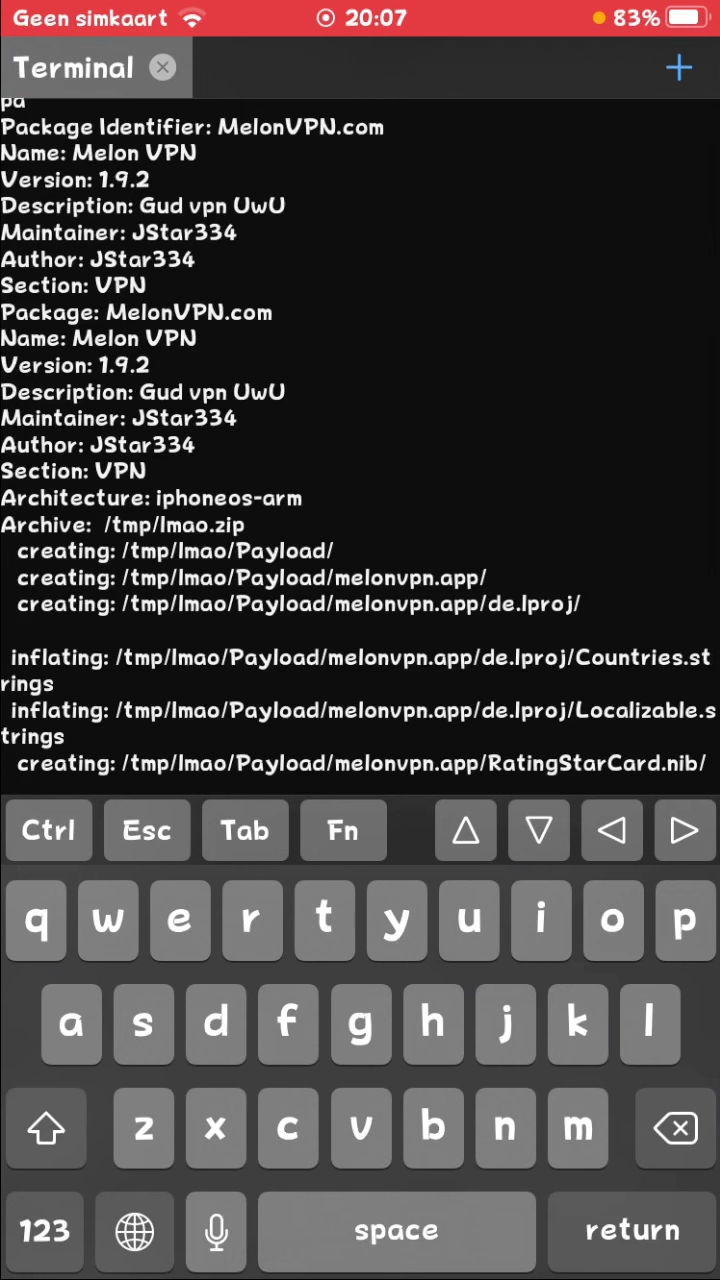 Geen simkaart 20:07 83%
Terminal
pa
Package Identifier: MelonVPN.com
Name: Melon VPN
Version: 1.9.2
Description: Gud vpn UwU
Maintainer: JStar334
Author: JStar334
Section: VPN
Package: MelonVPN.com
Name: Melon VPN
Version: 1.9.2
Description: Gud vpn UwU
Maintainer: JStar334
Author: JStar334
Section: VPN
Architecture: iphoneos-arm
Archive:  /tmp/lmao.zip
   creating: /tmp/lmao/Payload/
   creating: /tmp/lmao/Payload/melonvpn.app/
   creating: /tmp/lmao/Payload/melonvpn.app/de.lproj/
  inflating: /tmp/lmao/Payload/melonvpn.app/de.lproj/Countries.st
rings
  inflating: /tmp/lmao/Payload/melonvpn.app/de.lproj/Localizable.s
trings
   creating: /tmp/lmao/Payload/melonvpn.app/RatingStarCard.nib/
Ctrl Esc Tab Fn
q w e r t y u i o p
a s d f g h j k l
z x c v b n m
123 space return